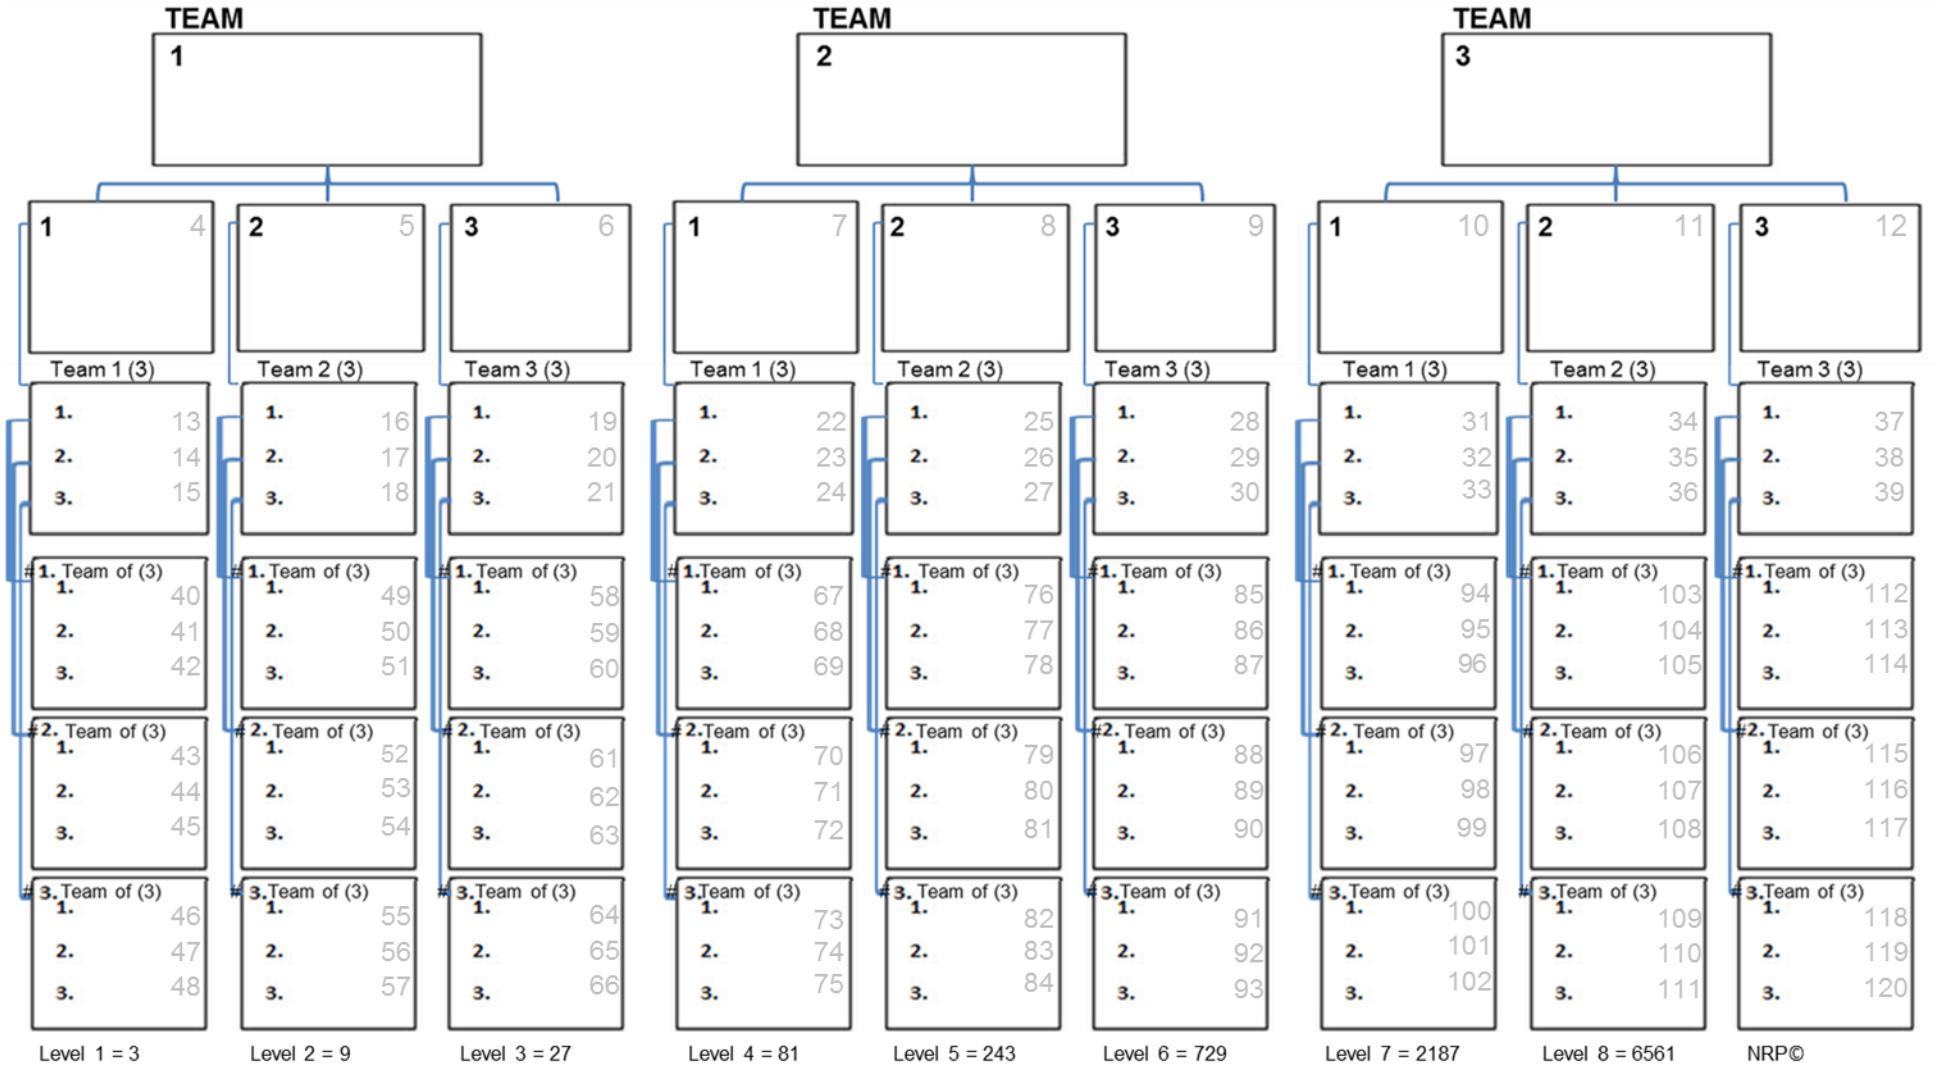 TEAM TEAM TEAM
1 2 3
1 4 2 5 3 6 1 7 2 8 3 9 1 10 2 11 3 12
Team 1 (3) Team 2 (3) Team 3 (3) Team 1 (3) Team 2 (3) Team 3 (3) Team 1 (3) Team 2 (3) Team 3 (3)
1. 13 1. 16 1. 19 1. 22 1. 25 1. 28 1. 31 1. 34 1. 37
2. 14 2. 17 2. 20 2. 23 2. 26 2. 29 2. 32 2. 35 2. 38
3. 15 3. 18 3. 21 3. 24 3. 27 3. 30 3. 33 3. 36 3. 39
#1. Team of (3) #1. Team of (3) #1. Team of (3) #1. Team of (3) #1. Team of (3) #1. Team of (3) #1. Team of (3) #1. Team of (3) #1. Team of (3)
1. 40 1. 49 1. 58 1. 67 1. 76 1. 85 1. 94 1. 103 1. 112
2. 41 2. 50 2. 59 2. 68 2. 77 2. 86 2. 95 2. 104 2. 113
3. 42 3. 51 3. 60 3. 69 3. 78 3. 87 3. 96 3. 105 3. 114
#2. Team of (3) #2. Team of (3) #2. Team of (3) #2. Team of (3) #2. Team of (3) #2. Team of (3) #2. Team of (3) #2. Team of (3) #2. Team of (3)
1. 43 1. 52 1. 61 1. 70 1. 79 1. 88 1. 97 1. 106 1. 115
2. 44 2. 53 2. 62 2. 71 2. 80 2. 89 2. 98 2. 107 2. 116
3. 45 3. 54 3. 63 3. 72 3. 81 3. 90 3. 99 3. 108 3. 117
# 3. Team of (3) # 3. Team of (3) # 3. Team of (3) # 3. Team of (3) # 3. Team of (3) # 3. Team of (3) # 3. Team of (3) # 3. Team of (3) # 3. Team of (3)
1. 46 1. 55 1. 64 1. 73 1. 82 1. 91 1. 100 1. 109 1. 118
2. 47 2. 56 2. 65 2. 74 2. 83 2. 92 2. 101 2. 110 2. 119
3. 48 3. 57 3. 66 3. 75 3. 84 3. 93 3. 102 3. 111 3. 120
Level 1 = 3 Level 2 = 9 Level 3 = 27 Level 4 = 81 Level 5 = 243 Level 6 = 729 Level 7 = 2187 Level 8 = 6561 NRP©